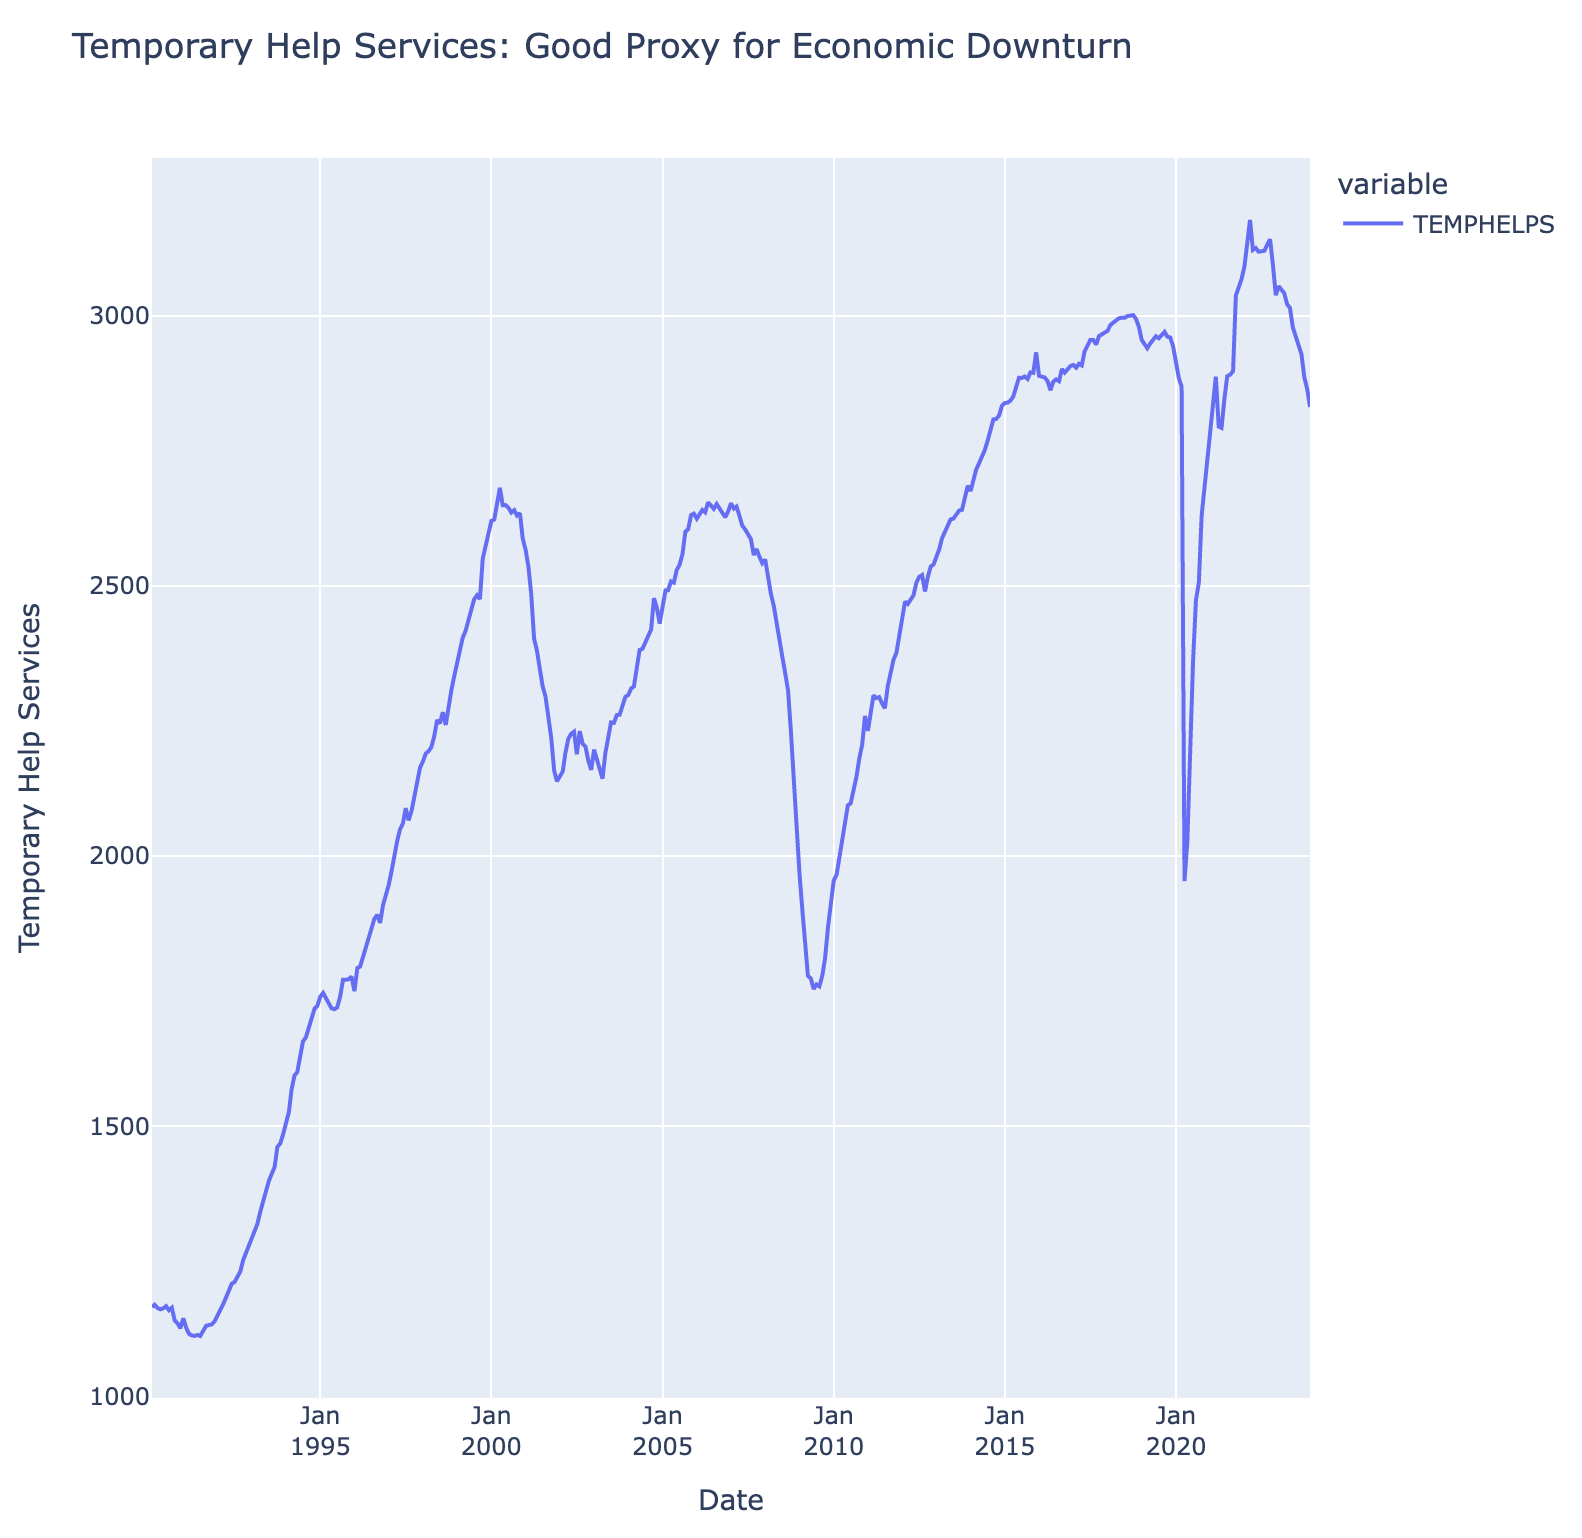 Temporary Help Services: Good Proxy for Economic Downturn
variable
TEMPHELPS
Temporary Help Services
3000
2500
2000
1500
1000
Jan
1995
Jan
2000
Jan
2005
Jan
2010
Jan
2015
Jan
2020
Date